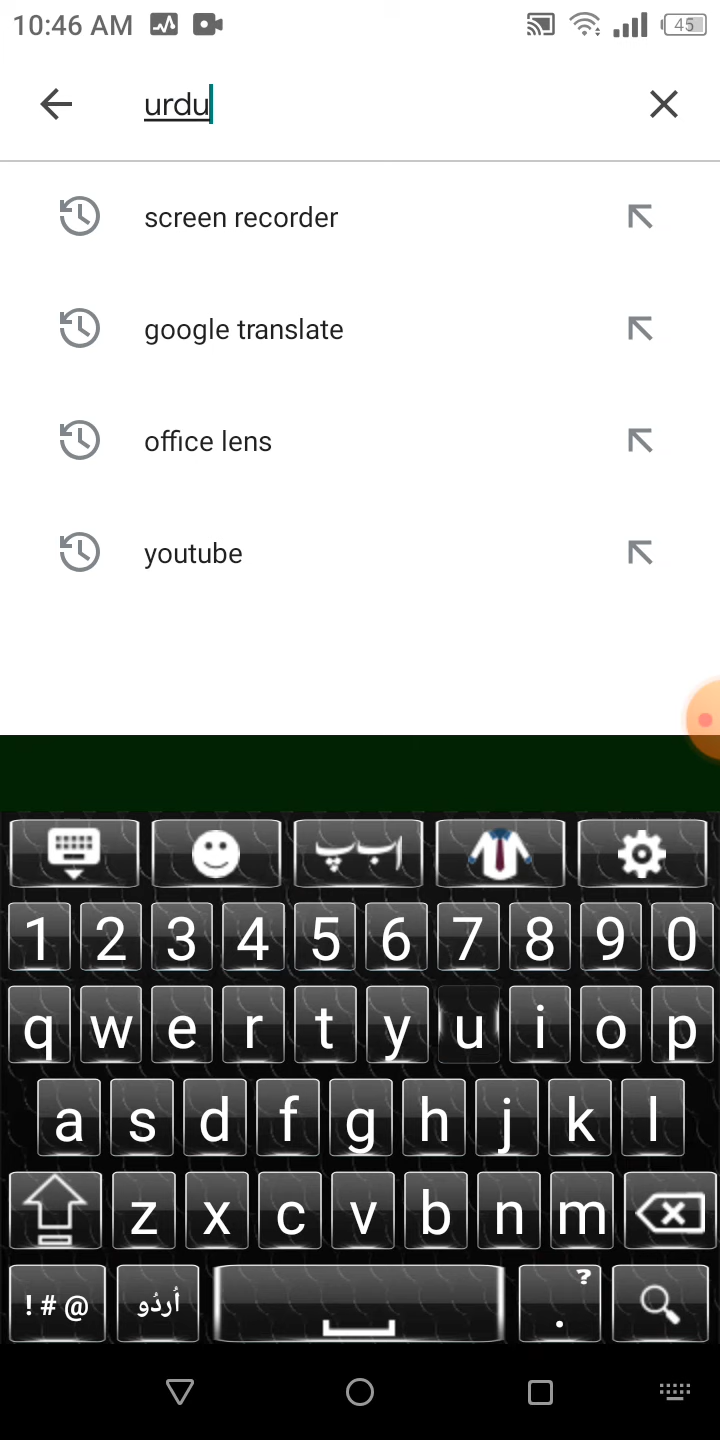 10:46 AM
45
urdu
screen recorder
google translate
office lens
youtube
ا ب پ
1 2 3 4 5 6 7 8 9 0
q w e r t y u i o p
a s d f g h j k l
z x c v b n m
! # @ اُردُو . ?